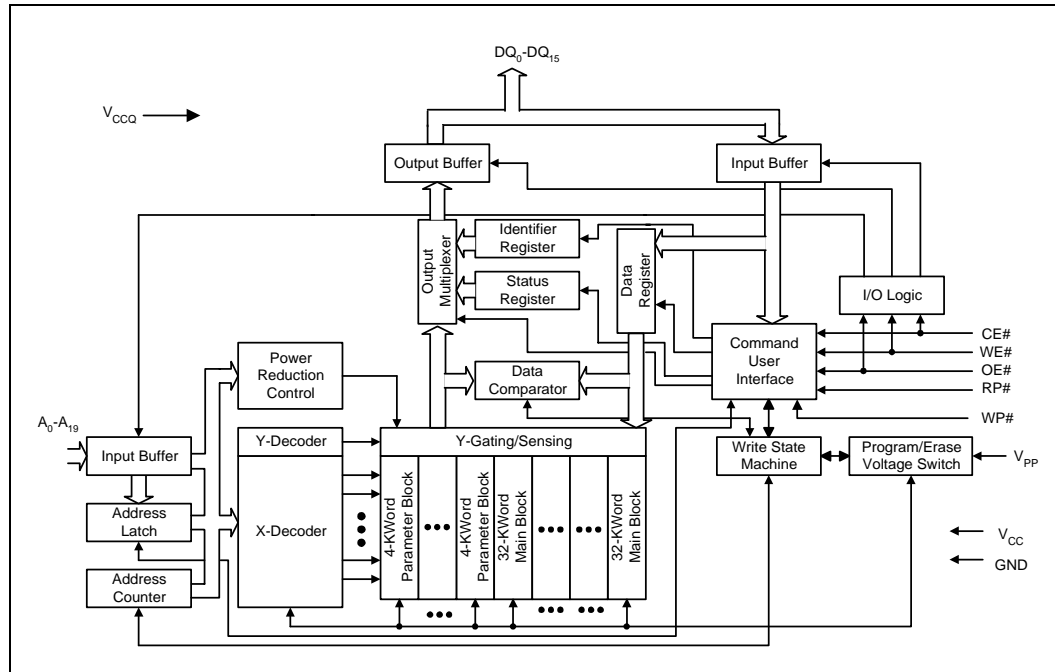 DQ0-DQ15
VCCQ
Output Buffer
Input Buffer
Output
Multiplexer
Identifier
Register
Status
Register
Data
Register
I/O Logic
Command
User
Interface
CE#
WE#
OE#
RP#
WP#
Power
Reduction
Control
Data
Comparator
A0-A19
Input Buffer
Y-Decoder
Y-Gating/Sensing
Write State
Machine
Program/Erase
Voltage Switch
VPP
Address
Latch
X-Decoder
4-KWord
Parameter Block
4-KWord
Parameter Block
32-KWord
Main Block
32-KWord
Main Block
VCC
GND
Address
Counter